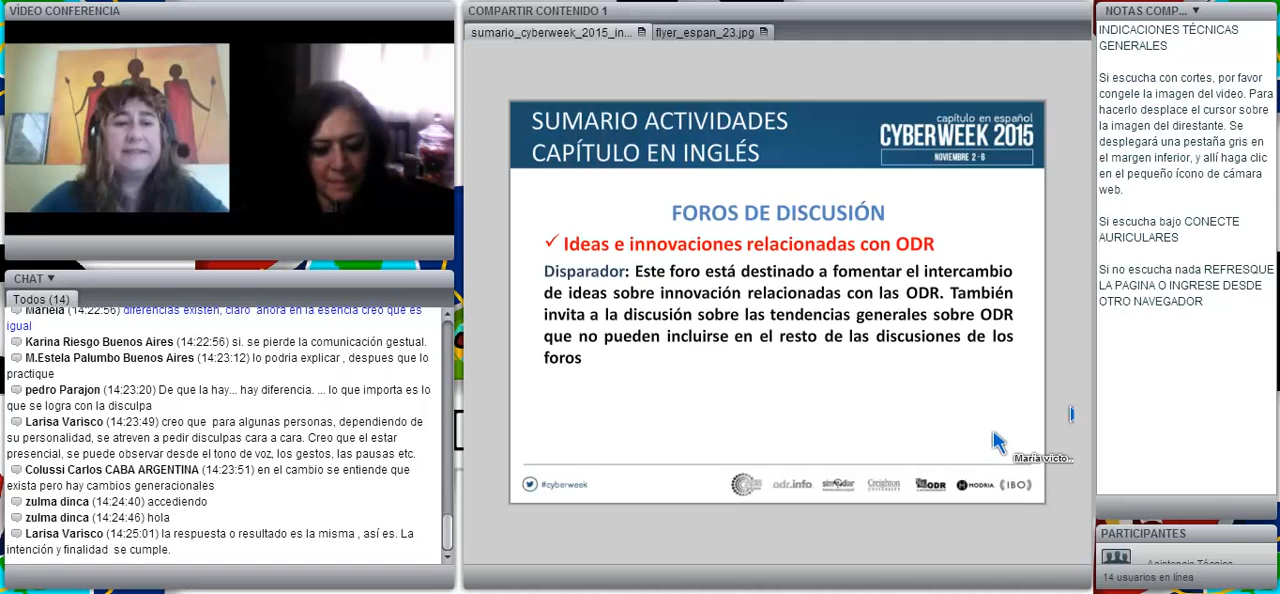 VÍDEO CONFERENCIA
CHAT
Todos (14)
Mariela (14:22:56) diferencias existen, claro ahora en la esencia creo que es
igual
Karina Riesgo Buenos Aires (14:22:56) si. se pierde la comunicación gestual.
M.Estela Palumbo Buenos Aires (14:23:12) lo podria explicar , despues que lo
practique
pedro Parajon (14:23:20) De que la hay... hay diferencia. ... lo que importa es lo
que se logra con la disculpa
Larisa Varisco (14:23:49) creo que para algunas personas, dependiendo de
su personalidad, se atreven a pedir disculpas cara a cara. Creo que el estar
presencial, se puede observar desde el tono de voz, los gestos, las pausas etc.
Colussi Carlos CABA ARGENTINA (14:23:51) en el cambio se entiende que
exista pero hay cambios generacionales
zulma dinca (14:24:40) accediendo
zulma dinca (14:24:46) hola
Larisa Varisco (14:25:01) la respuesta o resultado es la misma , así es. La
intención y finalidad se cumple.
COMPARTIR CONTENIDO 1
sumario_cyberweek_2015_in... flyer_espan_23.jpg
SUMARIO ACTIVIDADES
CAPÍTULO EN INGLÉS
capítulo en español
CYBERWEEK 2015
NOVIEMBRE 2-6
FOROS DE DISCUSIÓN
✓ Ideas e innovaciones relacionadas con ODR
Disparador: Este foro está destinado a fomentar el intercambio
de ideas sobre innovación relacionadas con las ODR. También
invita a la discusión sobre las tendencias generales sobre ODR
que no pueden incluirse en el resto de las discusiones de los
foros
María victo...
#cyberweek odr.info Creighton ODR MODRIA (IBO)
NOTAS COMP...
INDICACIONES TÉCNICAS
GENERALES
Si escucha con cortes, por favor
congele la imagen del video. Para
hacerlo desplace el cursor sobre
la imagen del direstante. Se
desplegará una pestaña gris en
el margen inferior, y allí haga clic
en el pequeño ícono de cámara
web.
Si escucha bajo CONECTE
AURICULARES
Si no escucha nada REFRESQUE
LA PAGINA O INGRESE DESDE
OTRO NAVEGADOR
PARTICIPANTES
Asistencia Técnica
14 usuarios en línea